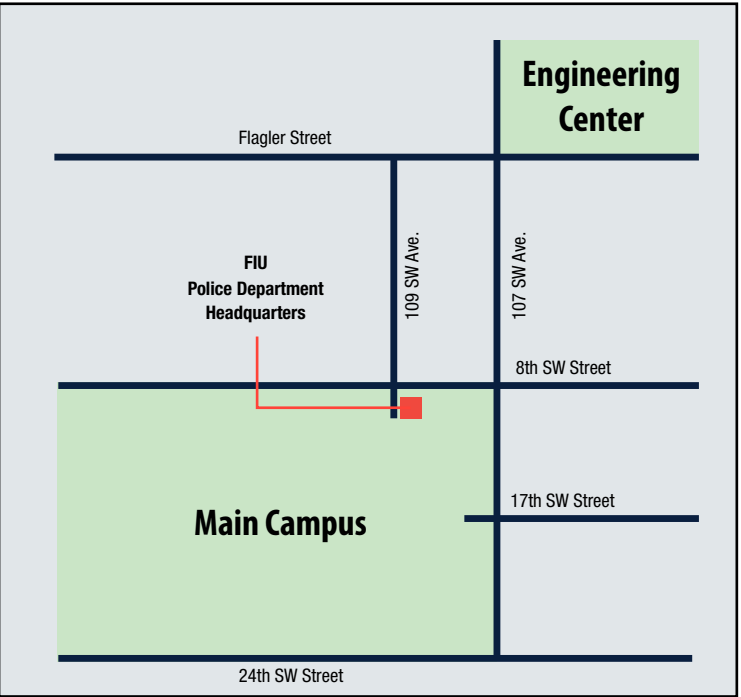 Engineering
Center
Flagler Street
FIU
Police Department
Headquarters
109 SW Ave.
107 SW Ave.
8th SW Street
17th SW Street
Main Campus
24th SW Street